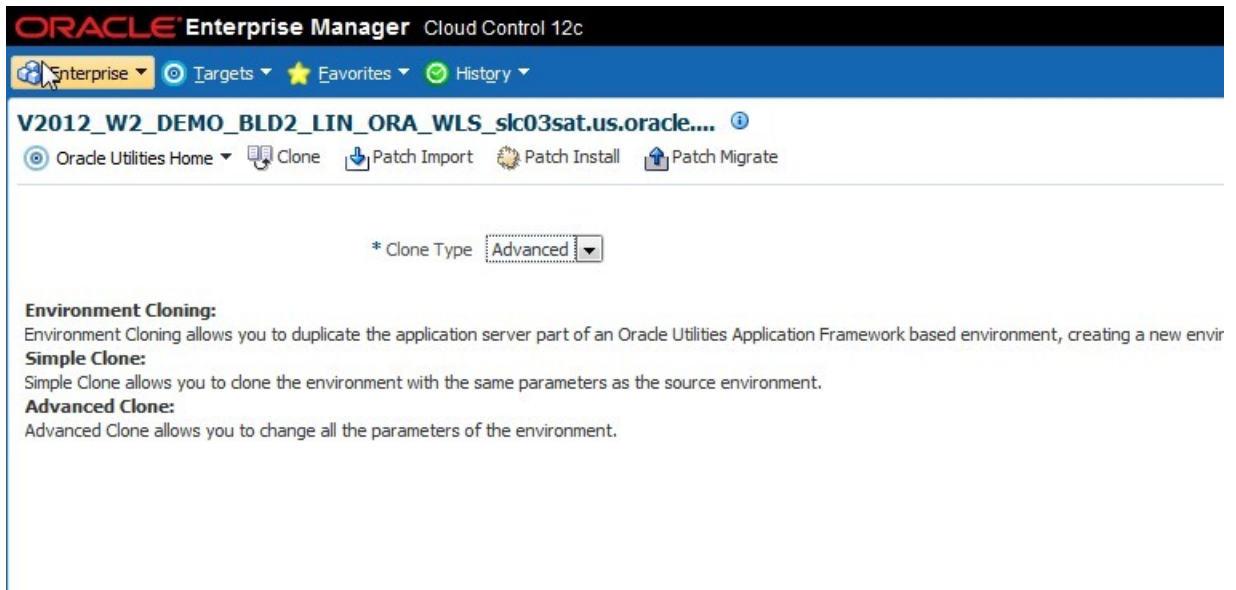 ORACLE Enterprise Manager Cloud Control 12c
Enterprise Targets Favorites History
V2012_W2_DEMO_BLD2_LIN_ORA_WLS_slc03sat.us.oracle....
Oracle Utilities Home Clone Patch Import Patch Install Patch Migrate
* Clone Type Advanced
Environment Cloning:
Environment Cloning allows you to duplicate the application server part of an Oracle Utilities Application Framework based environment, creating a new envir
Simple Clone:
Simple Clone allows you to clone the environment with the same parameters as the source environment.
Advanced Clone:
Advanced Clone allows you to change all the parameters of the environment.